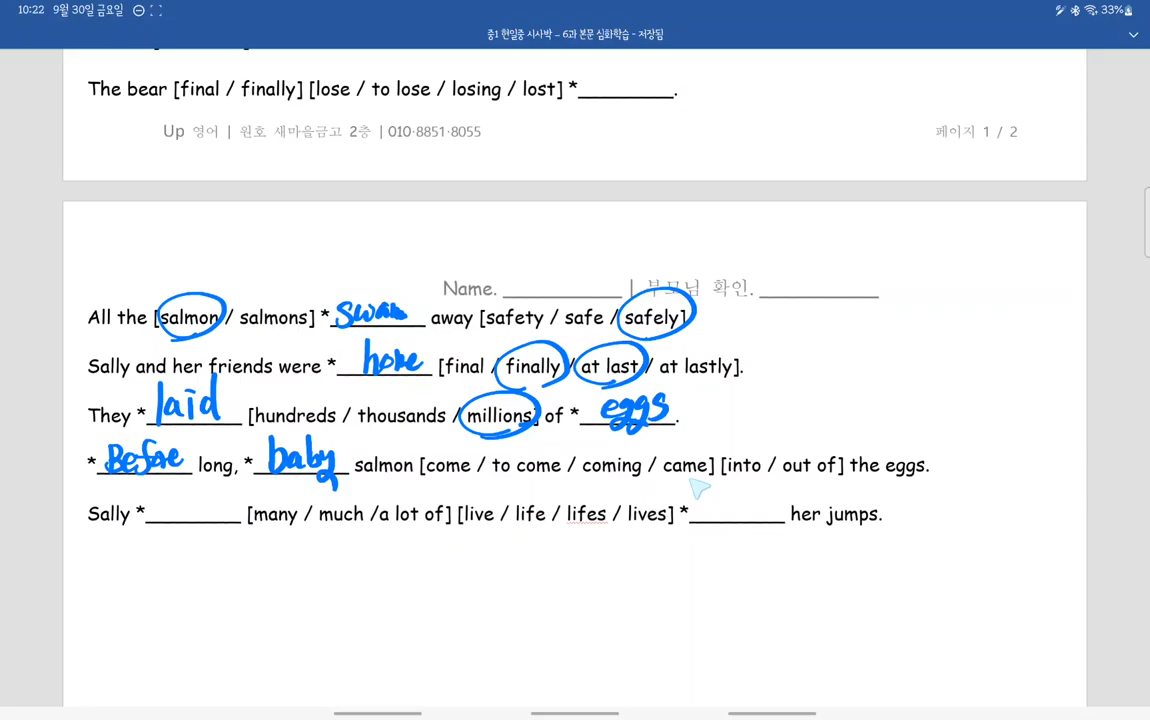 10:22 9월 30일 금요일 33%
중1 현일중 시사박 – 6과 본문 심화학습 - 저장됨
The bear [final / finally] [lose / to lose / losing / lost] *_________.
Up 영어 | 원호 새마을금고 2층 | 010·8851·8055 페이지 1 / 2
Name. ___________ | 부모님 확인. ___________
All the [salmon / salmons] *swam away [safety / safe / safely]
Sally and her friends were *home [final / finally / at last / at lastly].
They *laid [hundreds / thousands / millions] of *eggs.
*Before long, *baby salmon [come / to come / coming / came] [into / out of] the eggs.
Sally *_________ [many / much /a lot of] [live / life / lifes / lives] *_________ her jumps.